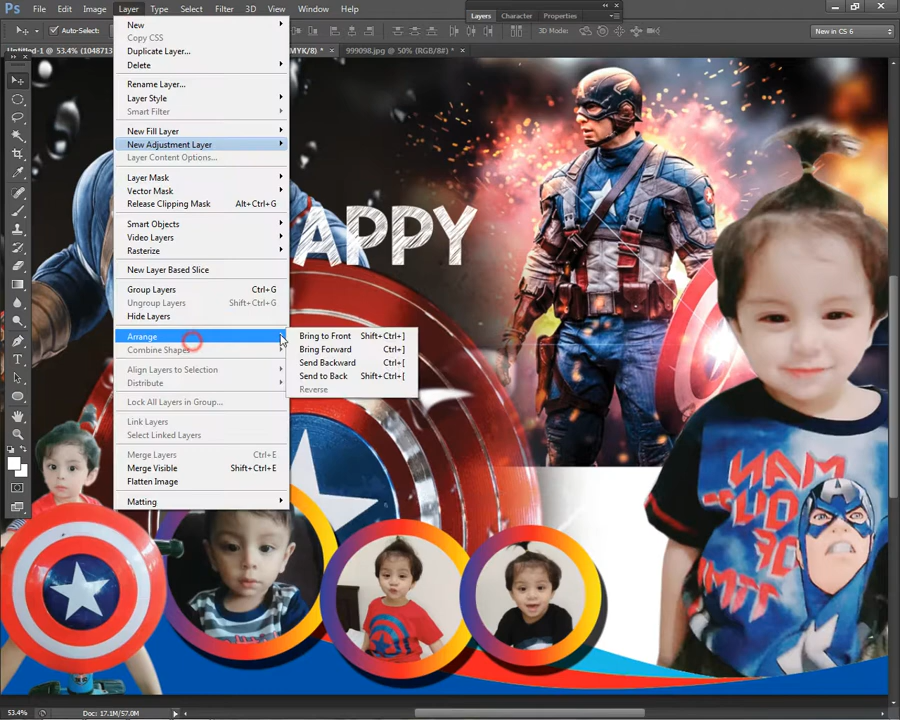 Ps File Edit Image Layer Type Select Filter 3D View Window Help
Layers Character Properties
Auto-Select: 3D Mode: New in CS 6
Untitled-1 @ 53.4% (1048713 MYK/8) * × 999098.jpg @ 50% (RGB/8#) * ×
New
Copy CSS
Duplicate Layer...
Delete
Rename Layer...
Layer Style
Smart Filter
New Fill Layer
New Adjustment Layer
Layer Content Options...
Layer Mask
Vector Mask
Release Clipping Mask Alt+Ctrl+G
Smart Objects
Video Layers
Rasterize
New Layer Based Slice
Group Layers Ctrl+G
Ungroup Layers Shift+Ctrl+G
Hide Layers
Arrange
Combine Shapes
Align Layers to Selection
Distribute
Lock All Layers in Group...
Link Layers
Select Linked Layers
Merge Layers Ctrl+E
Merge Visible Shift+Ctrl+E
Flatten Image
Matting
Bring to Front Shift+Ctrl+]
Bring Forward Ctrl+]
Send Backward Ctrl+[
Send to Back Shift+Ctrl+[
Reverse
HAPPY
53.4% Doc: 17.1M/57.0M